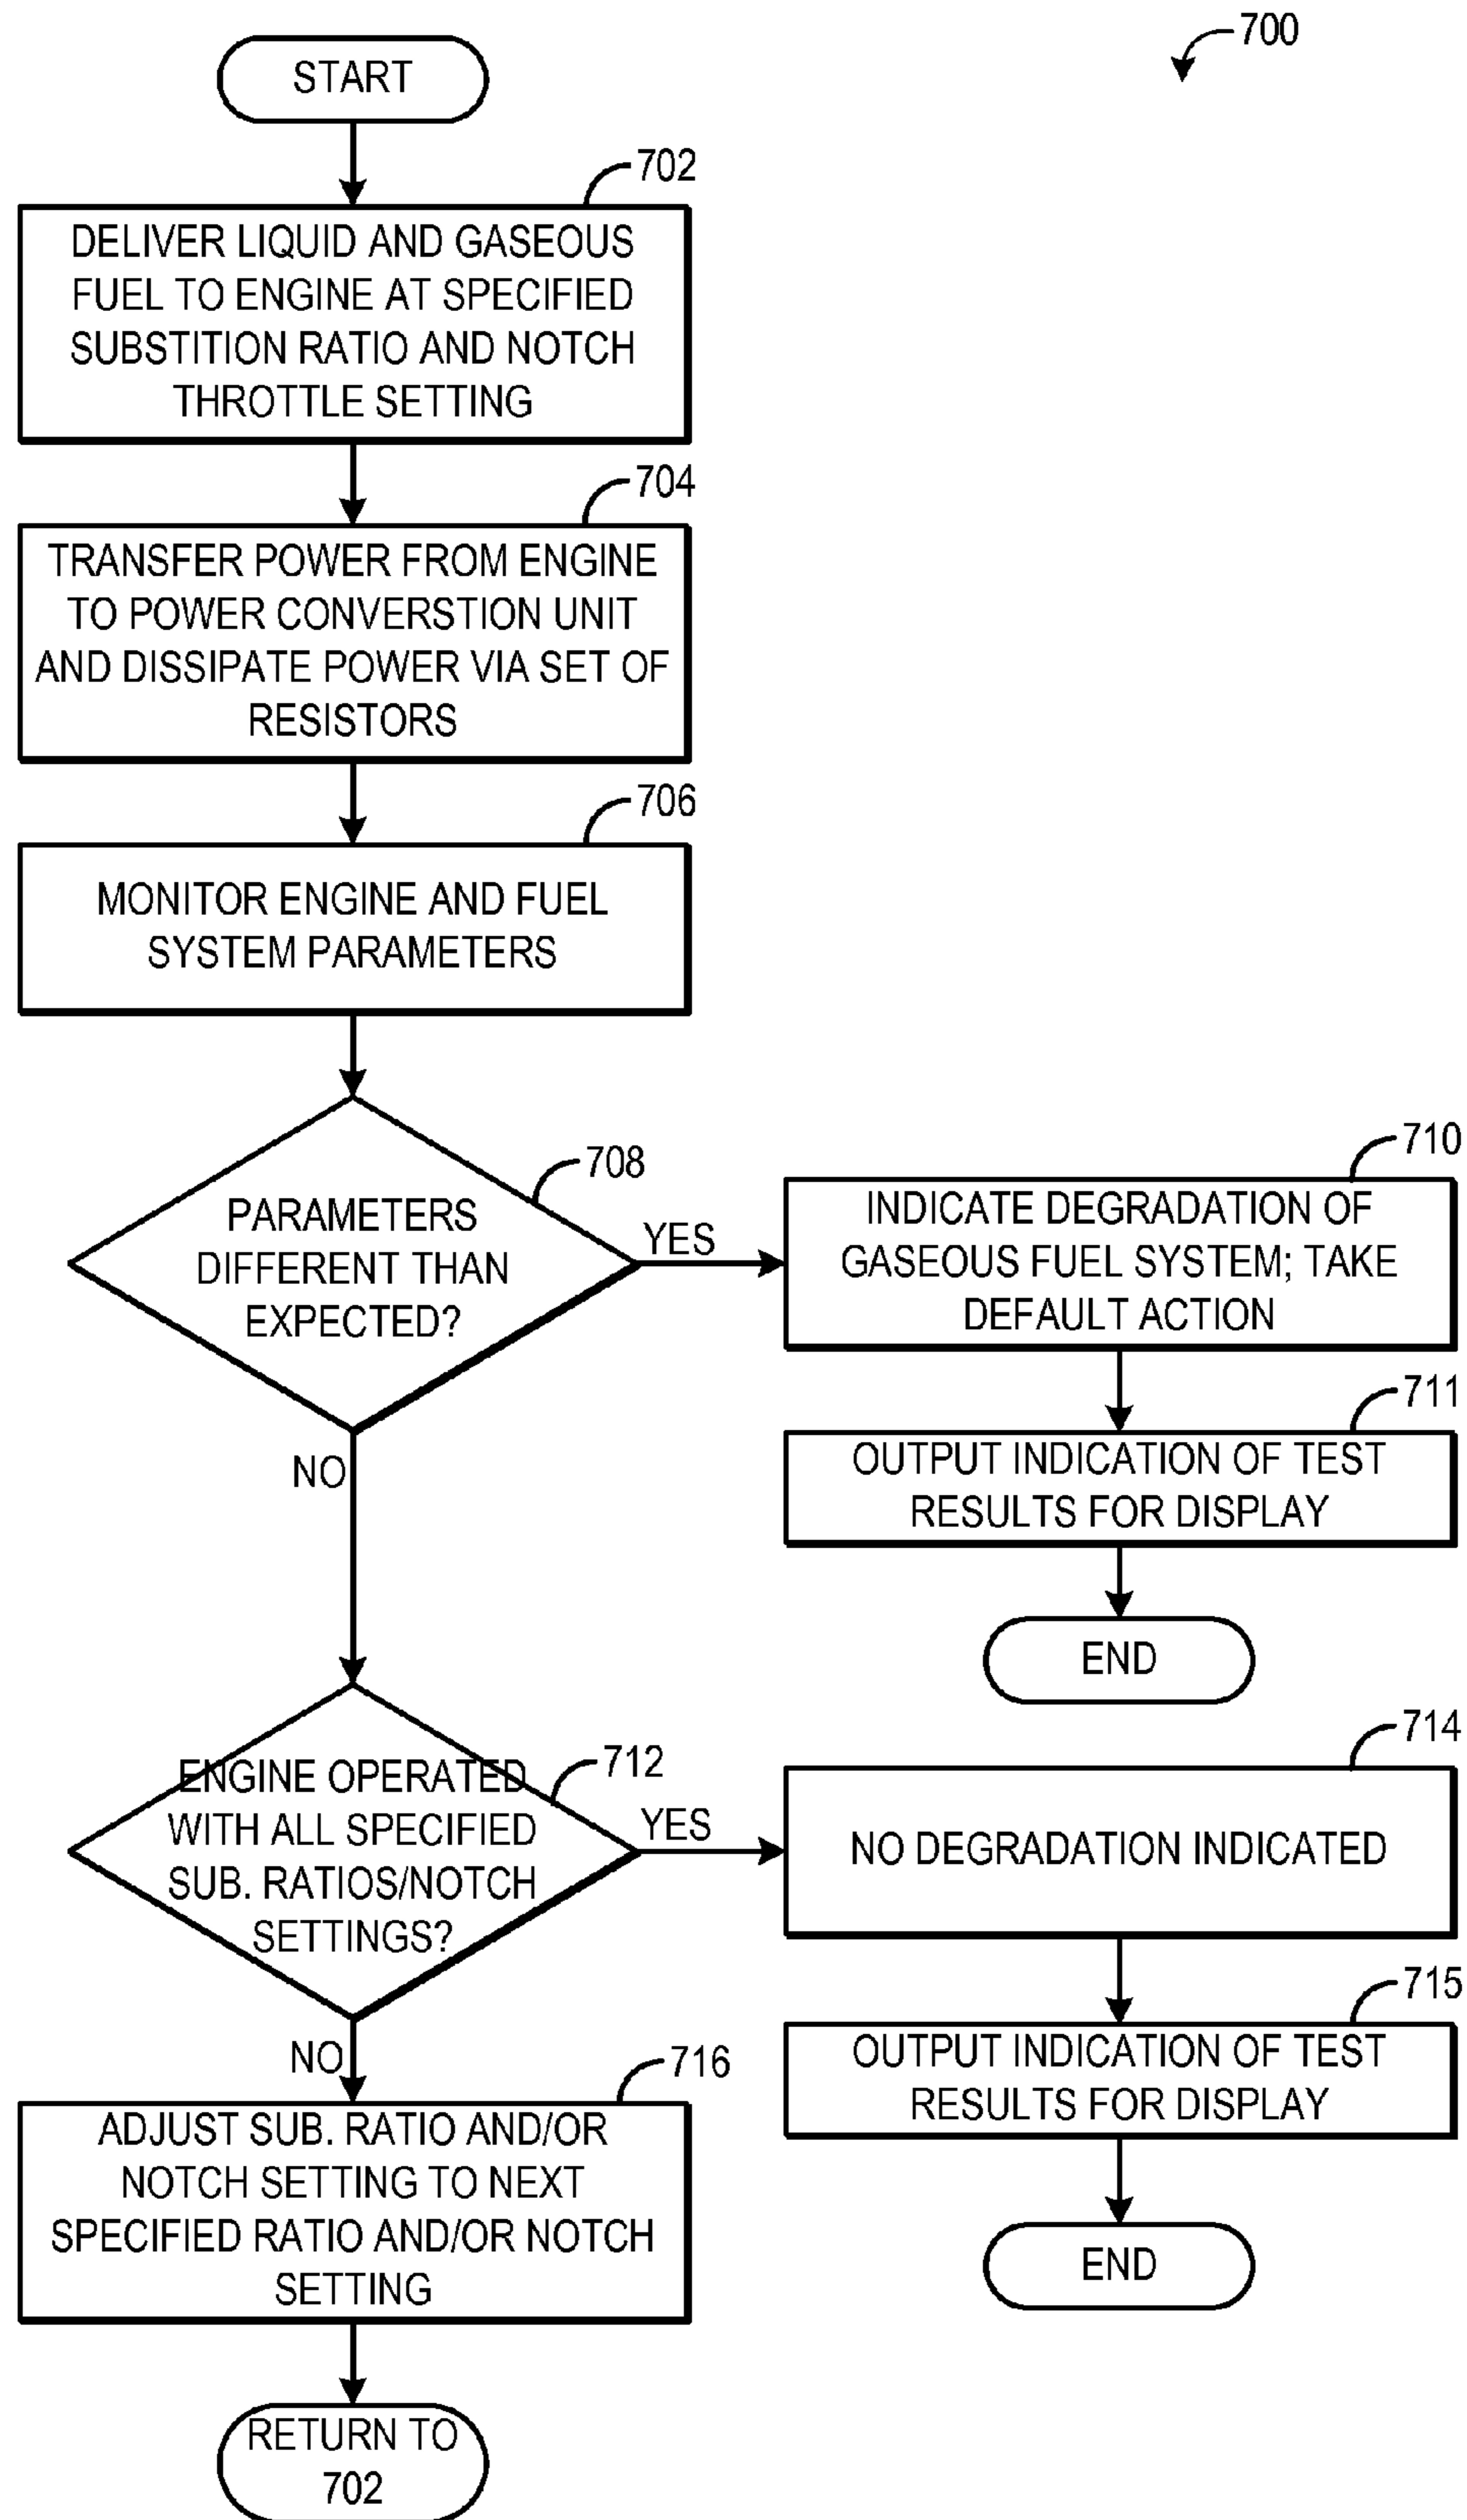 700
START
702
DELIVER LIQUID AND GASEOUS
FUEL TO ENGINE AT SPECIFIED
SUBSTITION RATIO AND NOTCH
THROTTLE SETTING
704
TRANSFER POWER FROM ENGINE
TO POWER CONVERSTION UNIT
AND DISSIPATE POWER VIA SET OF
RESISTORS
706
MONITOR ENGINE AND FUEL
SYSTEM PARAMETERS
708
PARAMETERS
DIFFERENT THAN
EXPECTED?
YES
710
INDICATE DEGRADATION OF
GASEOUS FUEL SYSTEM; TAKE
DEFAULT ACTION
711
OUTPUT INDICATION OF TEST
RESULTS FOR DISPLAY
END
NO
712
ENGINE OPERATED
WITH ALL SPECIFIED
SUB. RATIOS/NOTCH
SETTINGS?
YES
714
NO DEGRADATION INDICATED
715
OUTPUT INDICATION OF TEST
RESULTS FOR DISPLAY
END
NO
716
ADJUST SUB. RATIO AND/OR
NOTCH SETTING TO NEXT
SPECIFIED RATIO AND/OR NOTCH
SETTING
RETURN TO
702